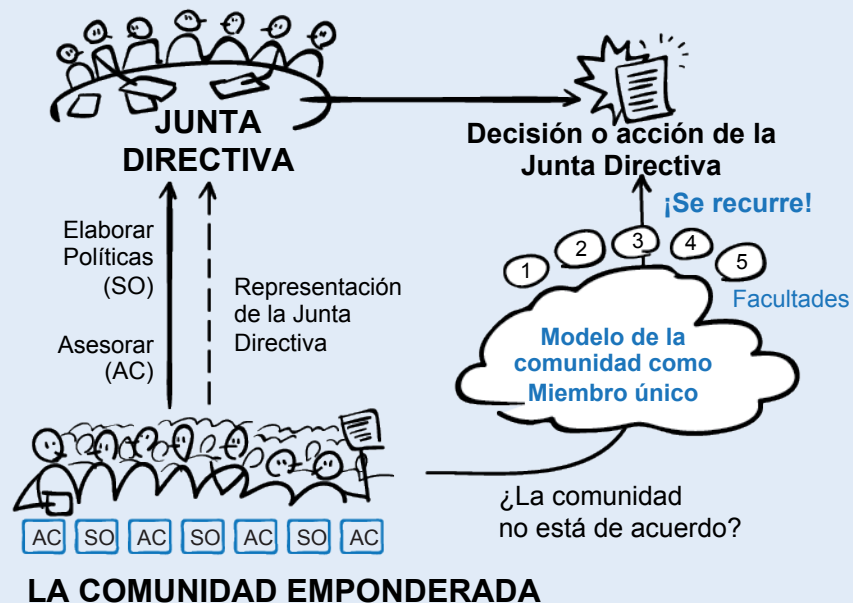 JUNTA
DIRECTIVA
Decisión o acción de la
Junta Directiva
¡Se recurre!
1
2
3
4
5
Facultades
Modelo de la
comunidad como
Miembro único
Elaborar
Políticas
(SO)
Asesorar
(AC)
Representación
de la Junta
Directiva
¿La comunidad
no está de acuerdo?
AC SO AC SO AC SO AC
LA COMUNIDAD EMPONDERADA